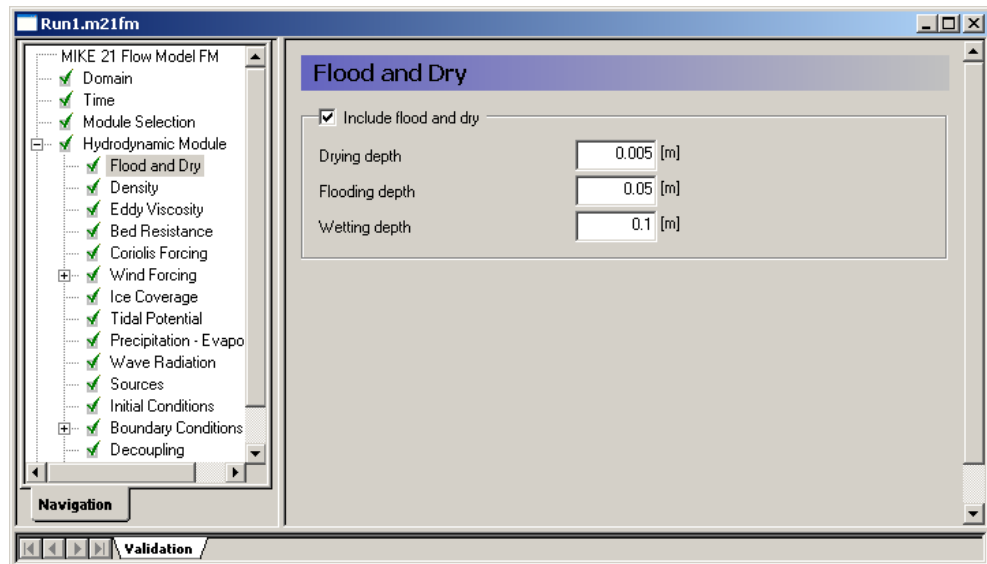 Run1.m21fm
MIKE 21 Flow Model FM
Domain
Time
Module Selection
Hydrodynamic Module
Flood and Dry
Density
Eddy Viscosity
Bed Resistance
Coriolis Forcing
Wind Forcing
Ice Coverage
Tidal Potential
Precipitation - Evapo
Wave Radiation
Sources
Initial Conditions
Boundary Conditions
Decoupling
Navigation
Flood and Dry
Include flood and dry
Drying depth 0.005 [m]
Flooding depth 0.05 [m]
Wetting depth 0.1 [m]
Validation